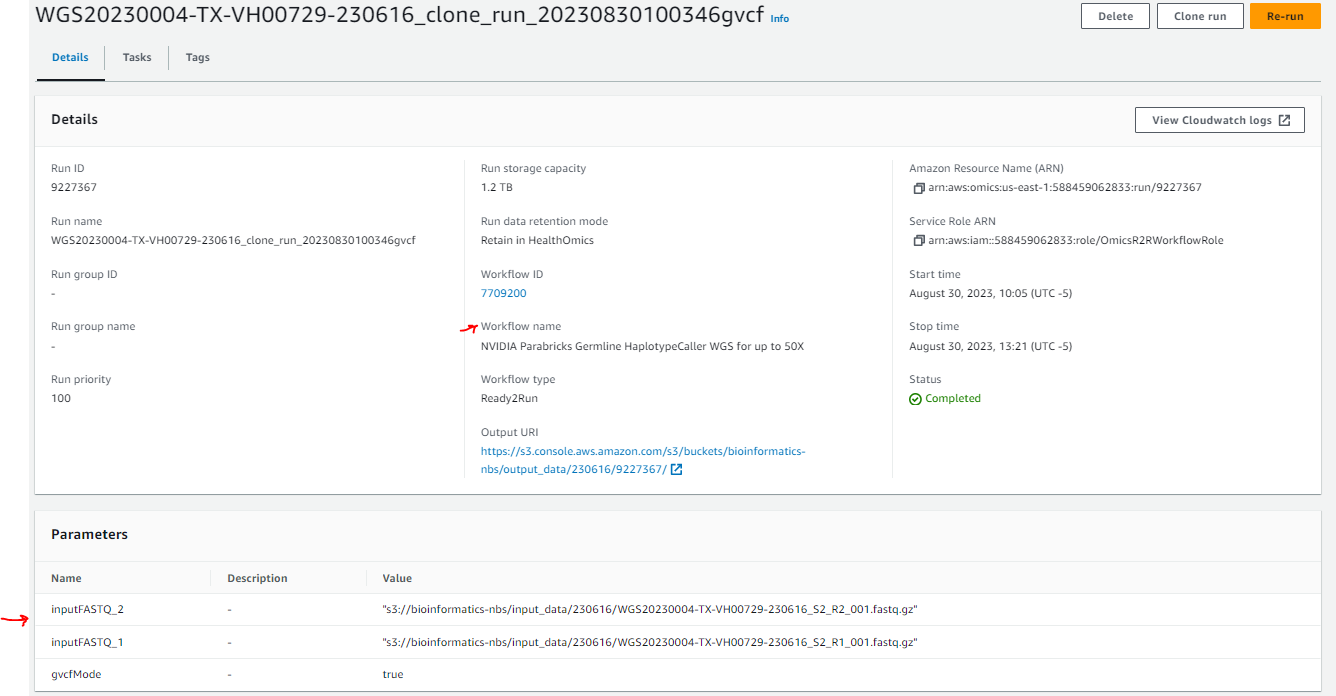 WGS20230004-TX-VH00729-230616_clone_run_20230830100346gvcf Info
Delete
Clone run
Re-run
Details
Tasks
Tags
Details
View Cloudwatch logs
Run ID
9227367
Run name
WGS20230004-TX-VH00729-230616_clone_run_20230830100346gvcf
Run group ID
-
Run group name
-
Run priority
100
Run storage capacity
1.2 TB
Run data retention mode
Retain in HealthOmics
Workflow ID
7709200
Workflow name
NVIDIA Parabricks Germline HaplotypeCaller WGS for up to 50X
Workflow type
Ready2Run
Output URI
https://s3.console.aws.amazon.com/s3/buckets/bioinformatics-
nbs/output_data/230616/9227367/
Amazon Resource Name (ARN)
arn:aws:omics:us-east-1:588459062833:run/9227367
Service Role ARN
arn:aws:iam::588459062833:role/OmicsR2RWorkflowRole
Start time
August 30, 2023, 10:05 (UTC -5)
Stop time
August 30, 2023, 13:21 (UTC -5)
Status
Completed
Parameters
Name Description Value
inputFASTQ_2 - "s3://bioinformatics-nbs/input_data/230616/WGS20230004-TX-VH00729-230616_S2_R2_001.fastq.gz"
inputFASTQ_1 - "s3://bioinformatics-nbs/input_data/230616/WGS20230004-TX-VH00729-230616_S2_R1_001.fastq.gz"
gvcfMode - true